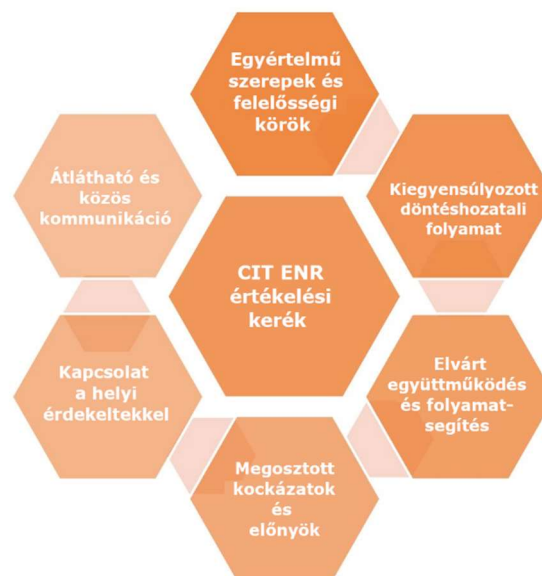 Egyértelmű
szerepek és
felelősségi
körök
Kiegyensúlyozott
döntéshozatali
folyamat
Elvárt
együttműködés
és folyamat-
segítés
Megosztott
kockázatok
és
előnyök
Kapcsolat
a helyi
érdekeltekkel
Átlátható és
közös
kommunikáció
CIT ENR
értékelési
kerék